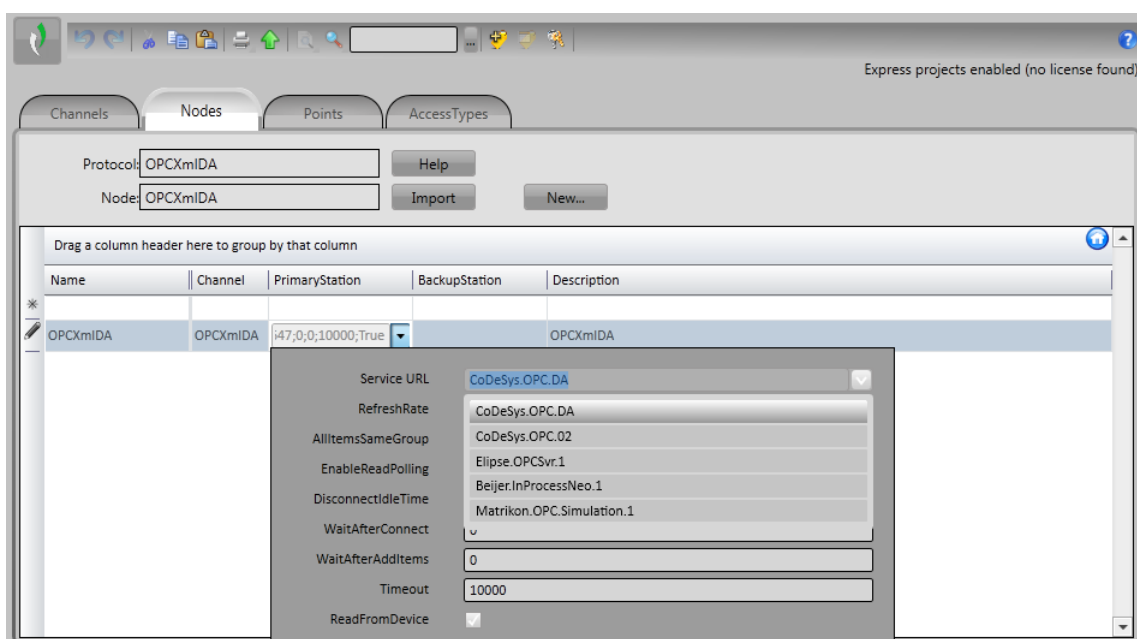 ...
Express projects enabled (no license found)
Channels Nodes Points AccessTypes
Protocol: OPCXmlDA Help
Node: OPCXmlDA Import New...
Drag a column header here to group by that column
Name Channel PrimaryStation BackupStation Description
OPCXmlDA OPCXmlDA i47;0;0;10000;True OPCXmlDA
Service URL CoDeSys.OPC.DA
RefreshRate CoDeSys.OPC.DA
AllItemsSameGroup CoDeSys.OPC.02
EnableReadPolling Elipse.OPCSvr.1
DisconnectIdleTime Beijer.InProcessNeo.1
Matrikon.OPC.Simulation.1
WaitAfterConnect
WaitAfterAddItems 0
Timeout 10000
ReadFromDevice